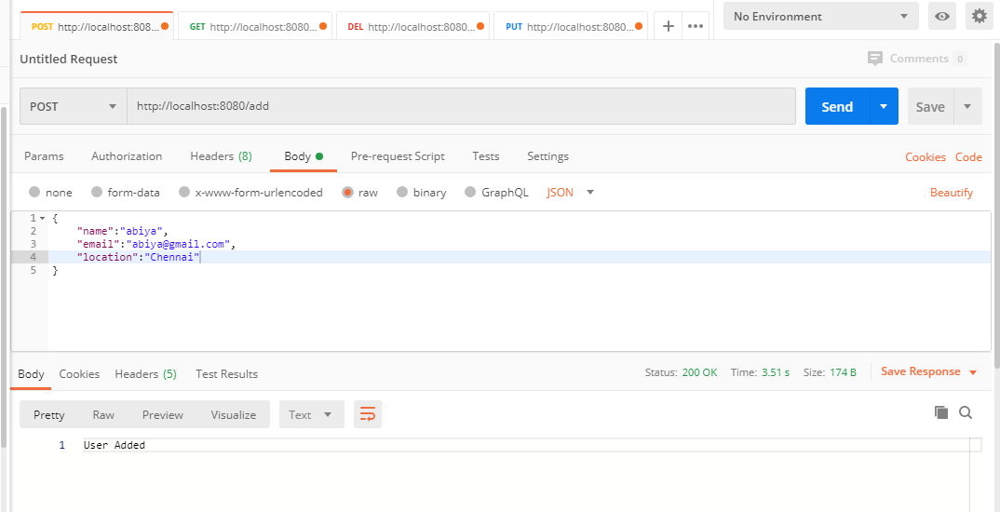 POST http://localhost:808... GET http://localhost:8080... DEL http://localhost:8080... PUT http://localhost:8080... + ••• No Environment
Untitled Request Comments 0
POST http://localhost:8080/add Send Save
Params Authorization Headers (8) Body Pre-request Script Tests Settings Cookies Code
none form-data x-www-form-urlencoded raw binary GraphQL JSON Beautify
1 {
2 "name":"abiya",
3 "email":"abiya@gmail.com",
4 "location":"Chennai"
5 }
Body Cookies Headers (5) Test Results Status: 200 OK Time: 3.51 s Size: 174 B Save Response
Pretty Raw Preview Visualize Text
1 User Added